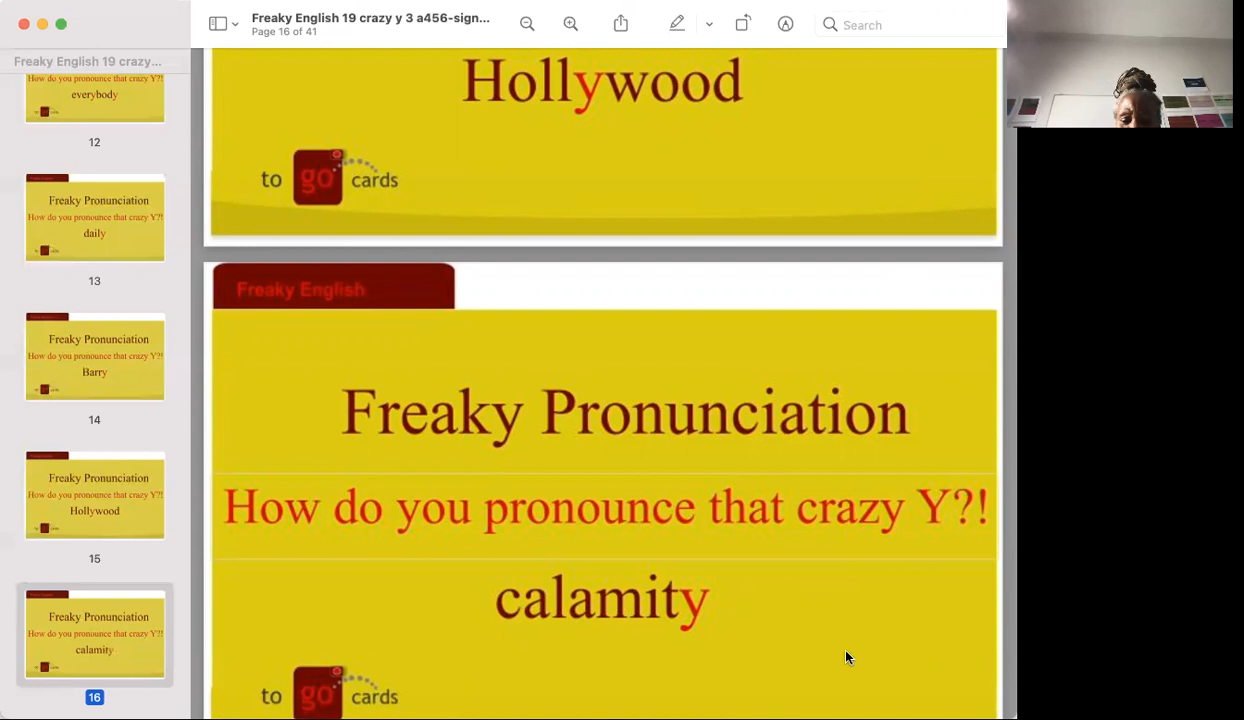 Freaky English 19 crazy y 3 a456-sign...
Page 16 of 41
Search
Freaky English 19 crazy...
How do you pronounce that crazy Y?!
everybody
12
Freaky Pronunciation
How do you pronounce that crazy Y?!
daily
13
Freaky Pronunciation
How do you pronounce that crazy Y?!
Barry
14
Freaky Pronunciation
How do you pronounce that crazy Y?!
Hollywood
15
Freaky Pronunciation
How do you pronounce that crazy Y?!
calamity
16
Hollywood
to go cards
Freaky English
Freaky Pronunciation
How do you pronounce that crazy Y?!
calamity
to go cards